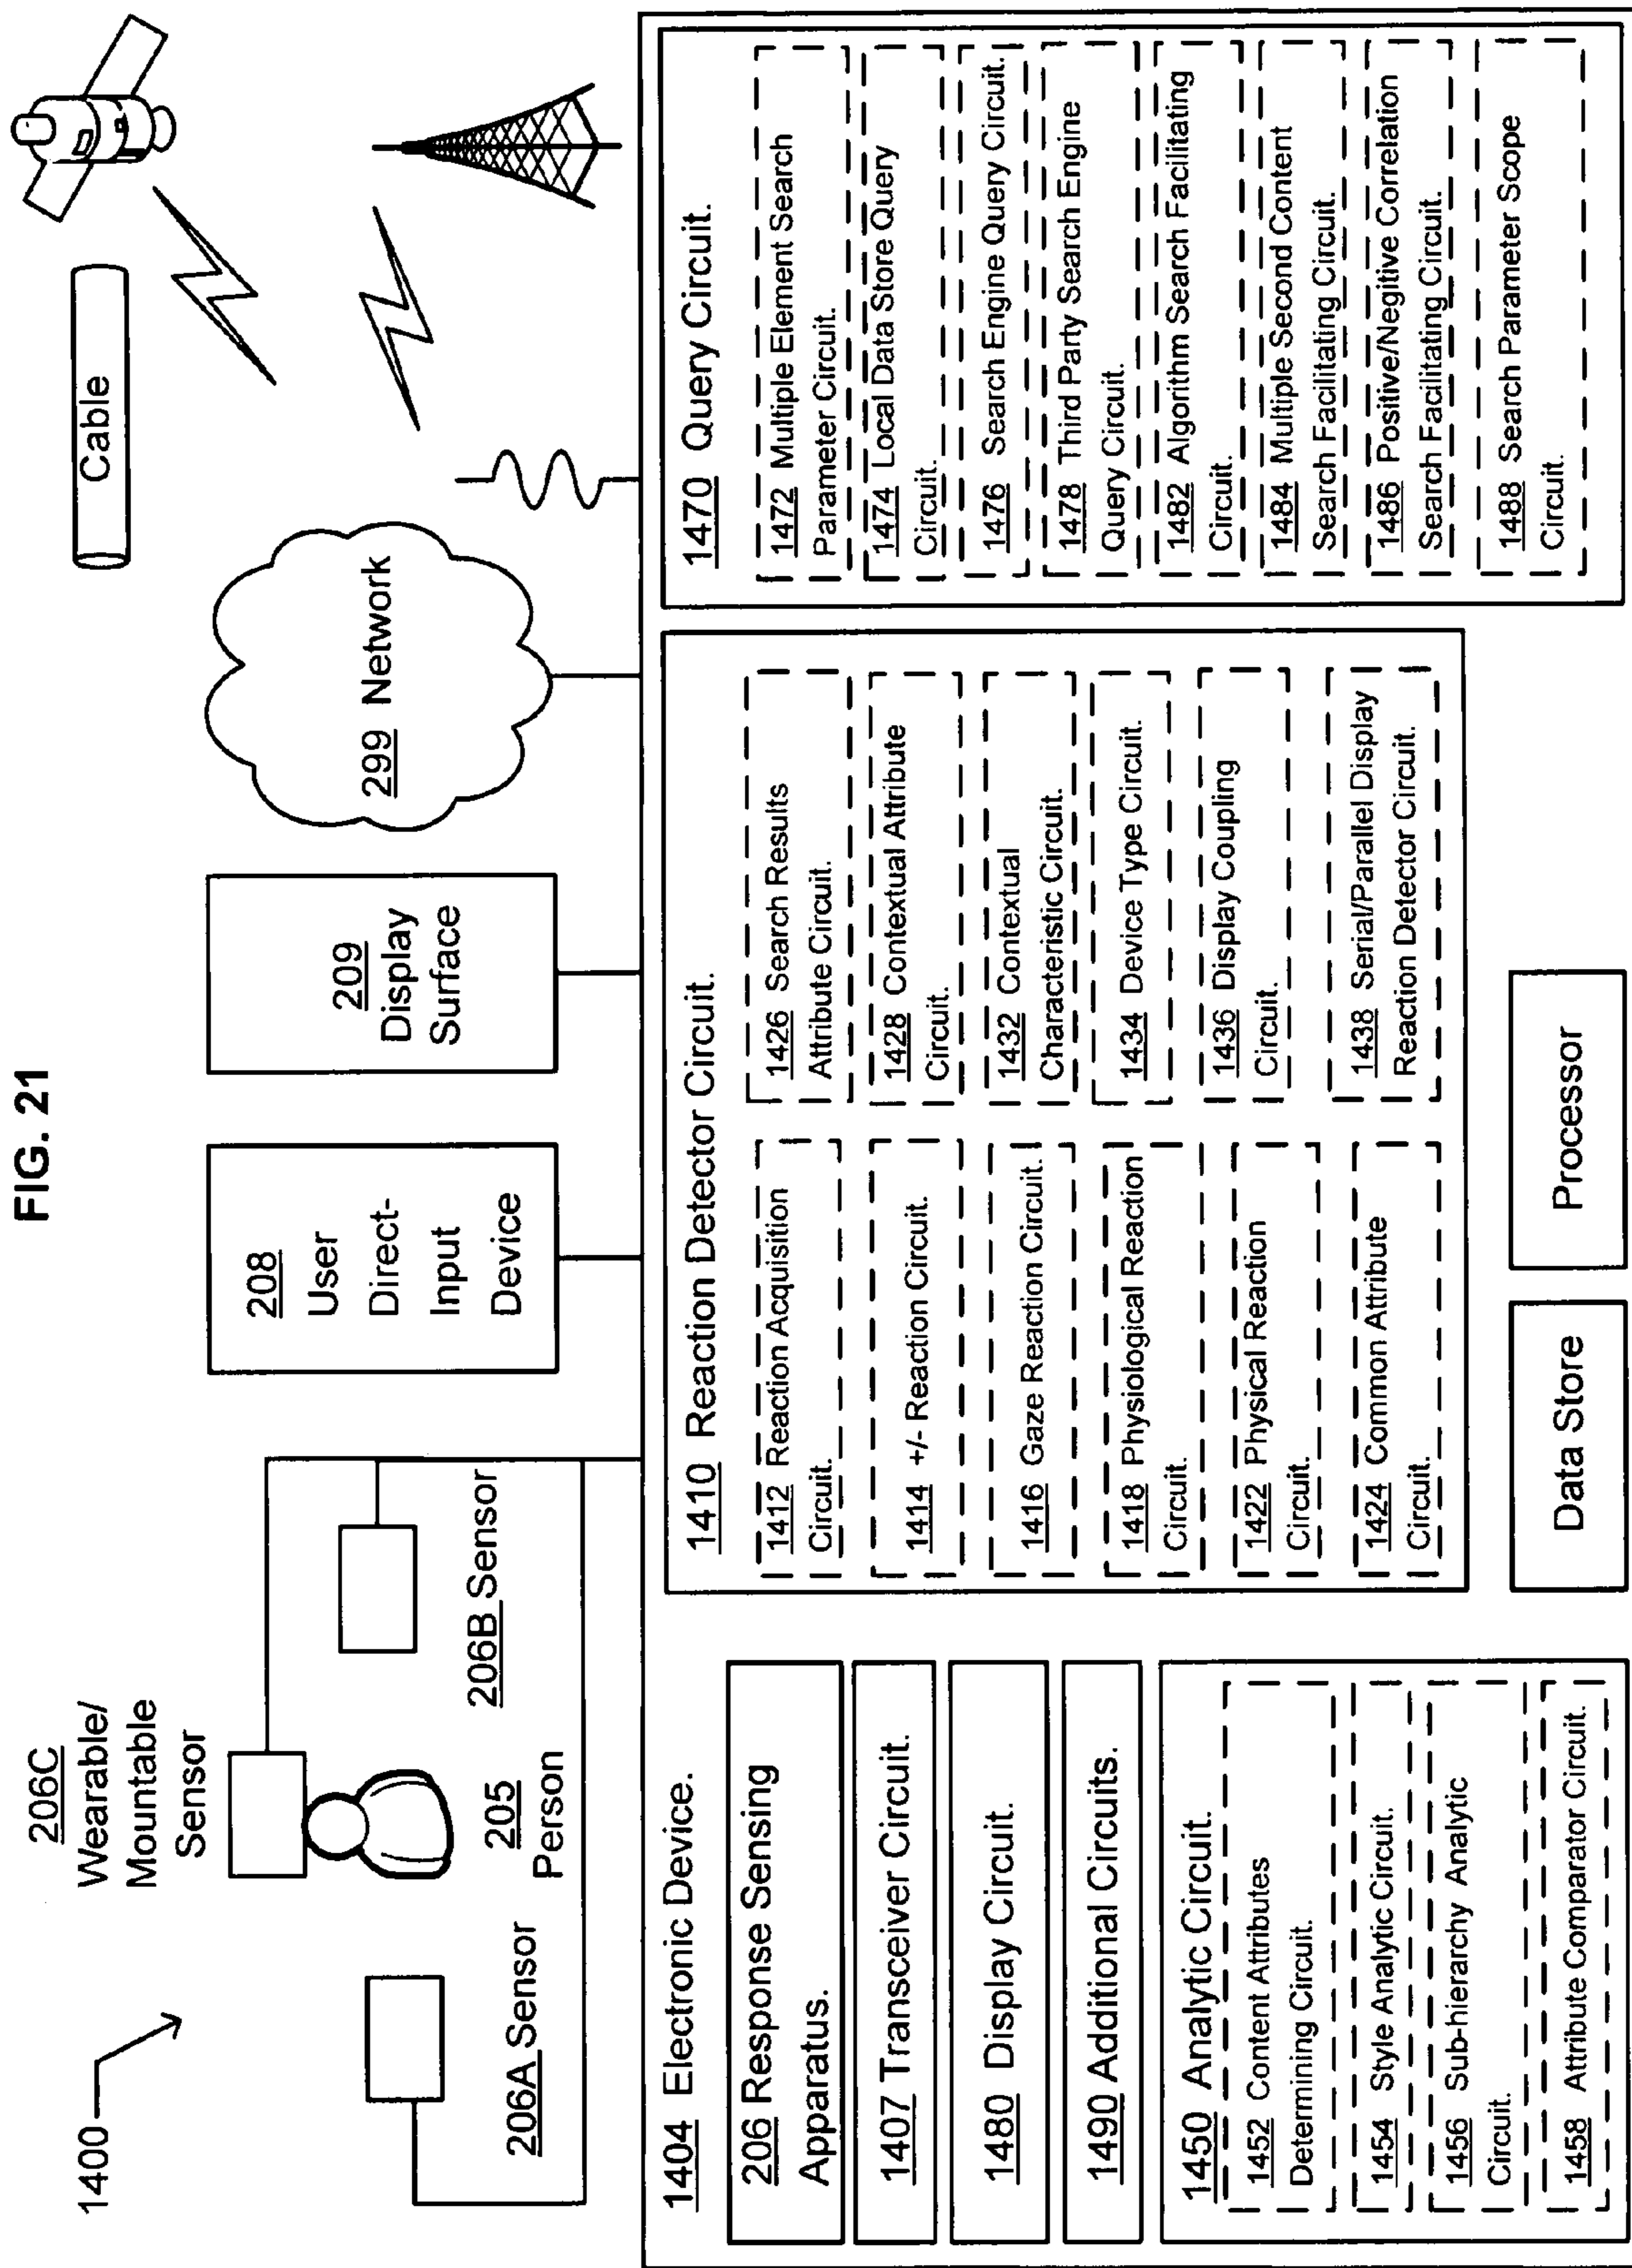 FIG. 21
1400
206C
Wearable/
Mountable
Sensor
206A Sensor
205
Person
206B Sensor
208
User
Direct-
Input
Device
209
Display
Surface
299 Network
Cable
1404 Electronic Device.
206 Response Sensing
Apparatus.
1407 Transceiver Circuit.
1480 Display Circuit.
1490 Additional Circuits.
1450 Analytic Circuit.
1452 Content Attributes
Determining Circuit.
1454 Style Analytic Circuit.
1456 Sub-hierarchy Analytic
Circuit.
1458 Attribute Comparator Circuit.
1410 Reaction Detector Circuit.
1412 Reaction Acquisition
Circuit.
1414 +/- Reaction Circuit.
1416 Gaze Reaction Circuit.
1418 Physiological Reaction
Circuit.
1422 Physical Reaction
Circuit.
1424 Common Attribute
Circuit.
1426 Search Results
Attribute Circuit.
1428 Contextual Attribute
Circuit.
1432 Contextual
Characteristic Circuit.
1434 Device Type Circuit.
1436 Display Coupling
Circuit.
1438 Serial/Parallel Display
Reaction Detector Circuit.
Data Store
Processor
1470 Query Circuit.
1472 Multiple Element Search
Parameter Circuit.
1474 Local Data Store Query
Circuit.
1476 Search Engine Query Circuit.
1478 Third Party Search Engine
Query Circuit.
1482 Algorithm Search Facilitating
Circuit.
1484 Multiple Second Content
Search Facilitating Circuit.
1486 Positive/Negitive Correlation
Search Facilitating Circuit.
1488 Search Parameter Scope
Circuit.